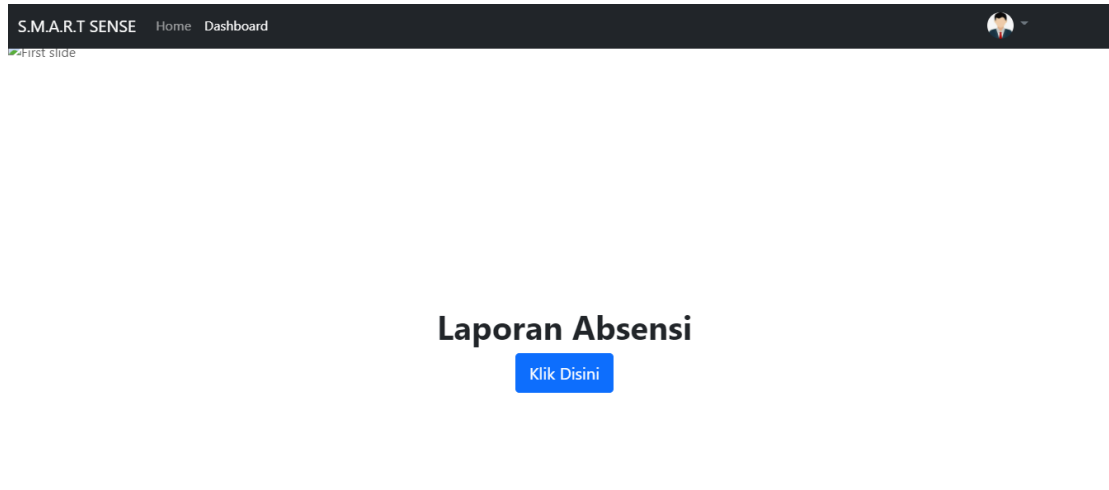 S.M.A.R.T SENSE Home Dashboard
First slide
Laporan Absensi
Klik Disini